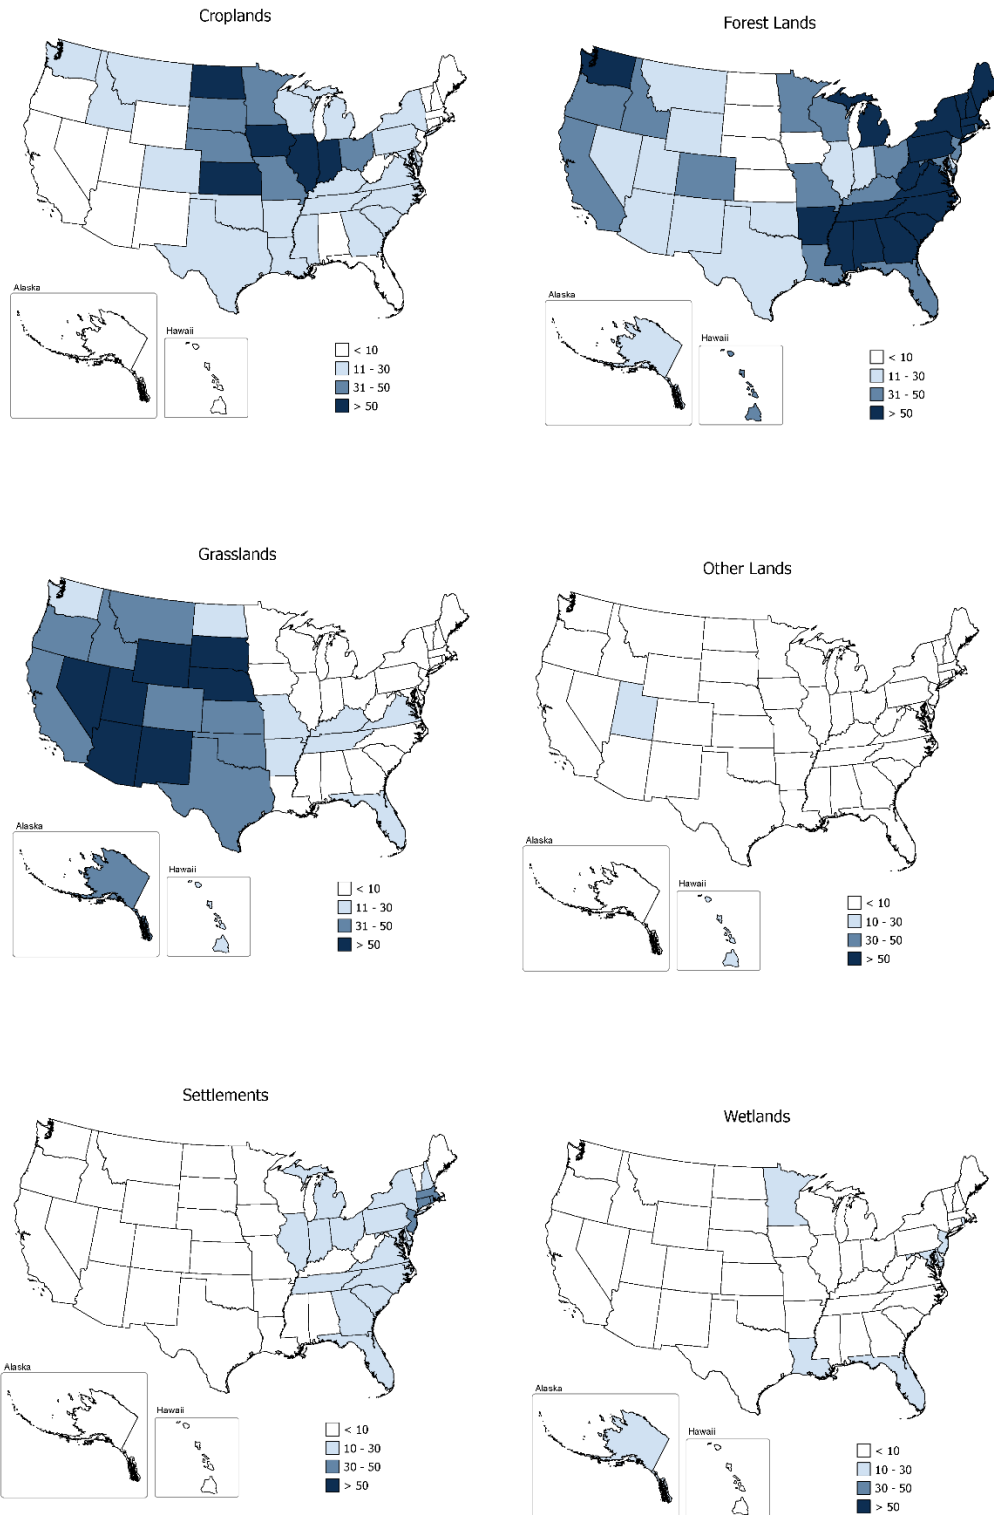 Croplands
Alaska
Hawaii
< 10
11 - 30
31 - 50
> 50
Forest Lands
Alaska
Hawaii
< 10
11 - 30
31 - 50
> 50
Grasslands
Alaska
Hawaii
< 10
11 - 30
31 - 50
> 50
Other Lands
Alaska
Hawaii
< 10
10 - 30
30 - 50
> 50
Settlements
Alaska
Hawaii
< 10
10 - 30
30 - 50
> 50
Wetlands
Alaska
Hawaii
< 10
10 - 30
30 - 50
> 50